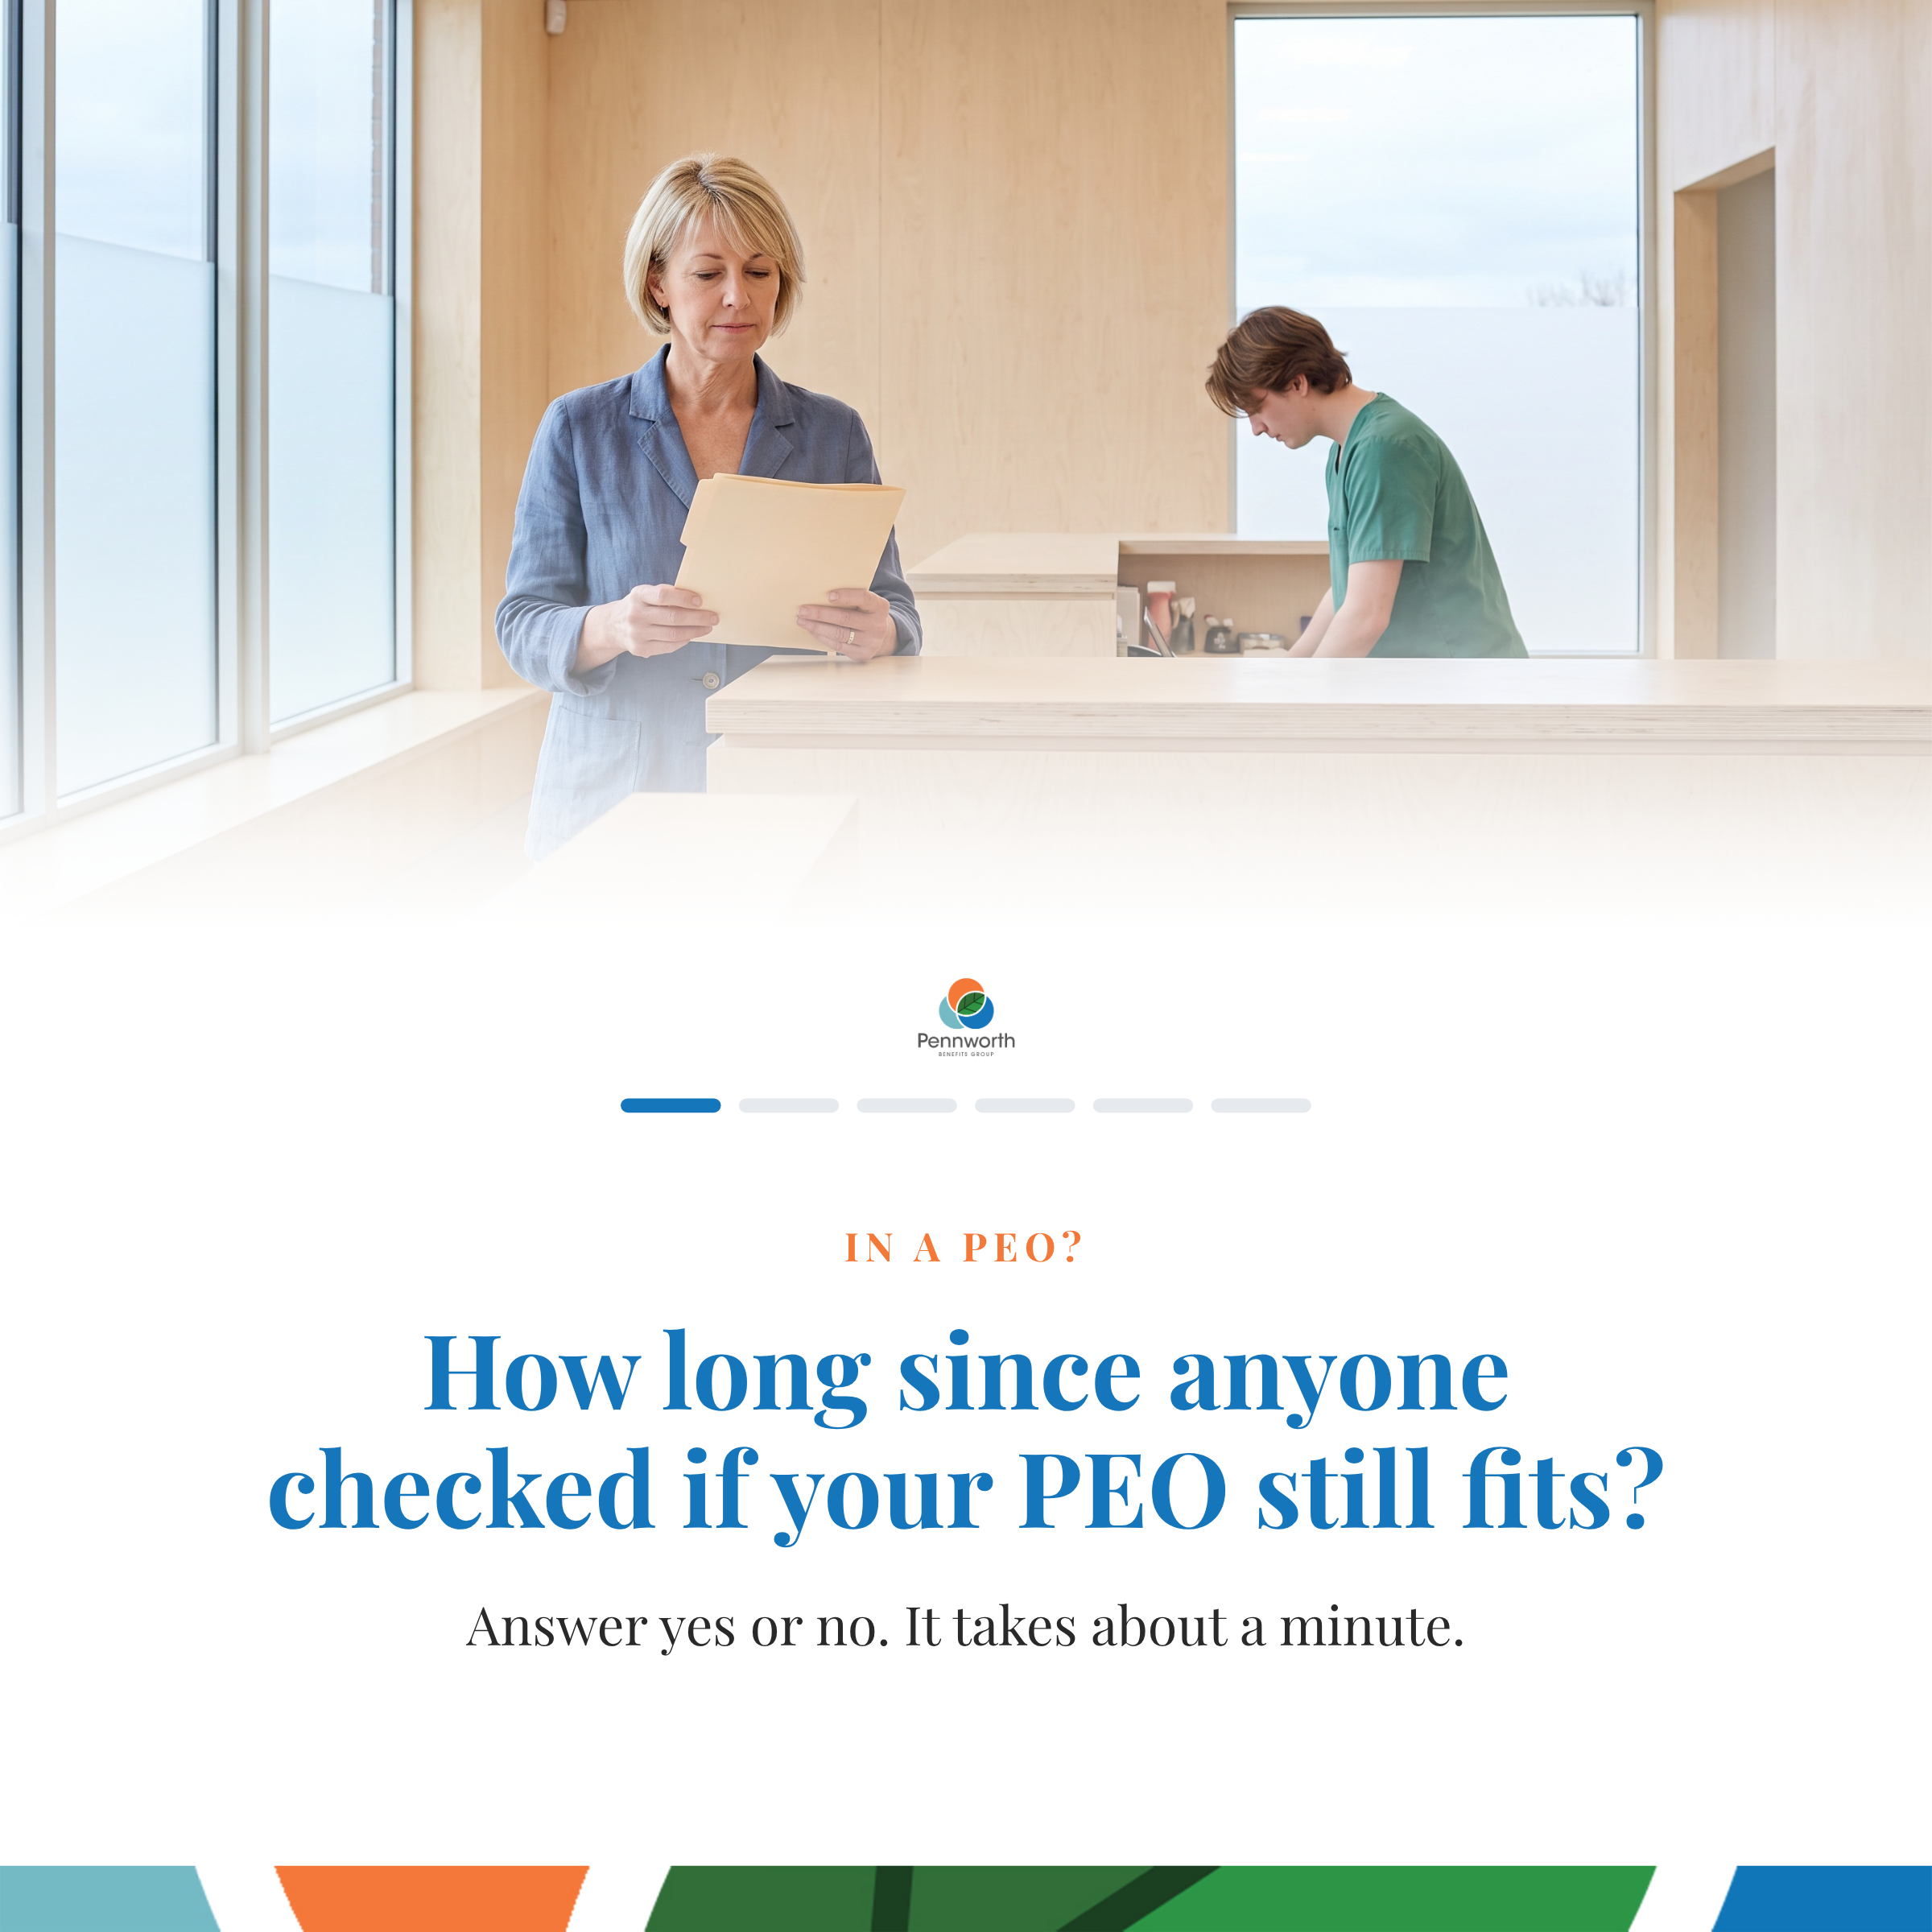 Pennworth
BENEFITS GROUP
IN A PEO?
How long since anyone
checked if your PEO still fits?
Answer yes or no. It takes about a minute.